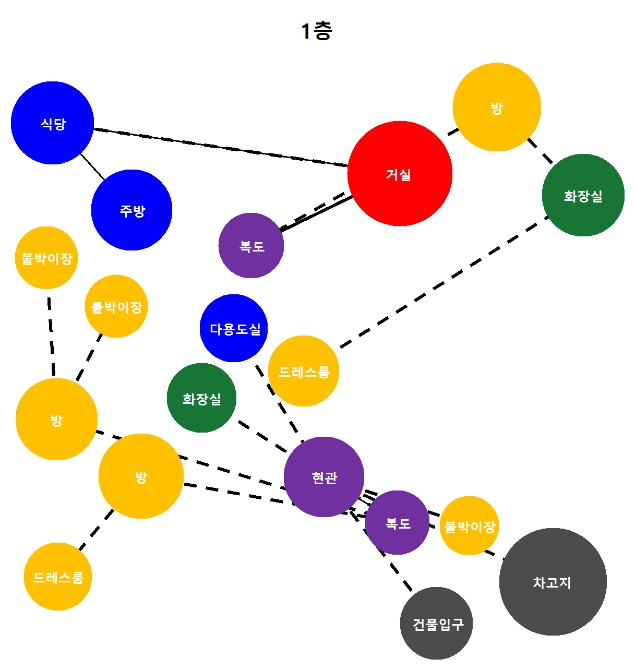 1층
방
식당
거실
화장실
주방
복도
붙박이장
붙박이장
다용도실
드레스룸
화장실
방
방
현관
복도
붙박이장
드레스룸
차고지
건물입구